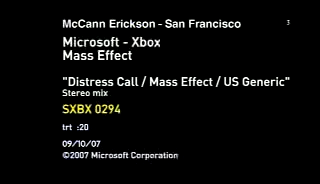 McCann Erickson - San Francisco
3
Microsoft - Xbox
Mass Effect
"Distress Call / Mass Effect / US Generic"
Stereo mix
SXBX 0294
trt :20
09/10/07
©2007 Microsoft Corporation